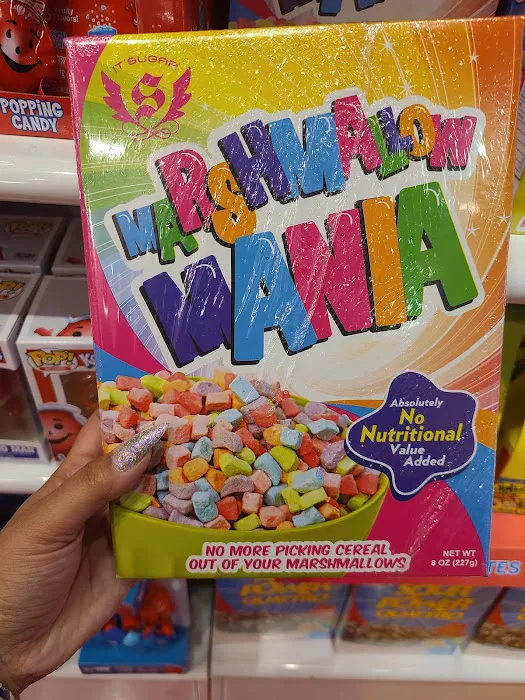 IT'SUGAR
S
MARSHMALLOW
MANIA
Absolutely
No
Nutritional
Value
Added
NO MORE PICKING CEREAL
OUT OF YOUR MARSHMALLOWS
NET WT
8 OZ (227g)
POPPING
CANDY
POP!